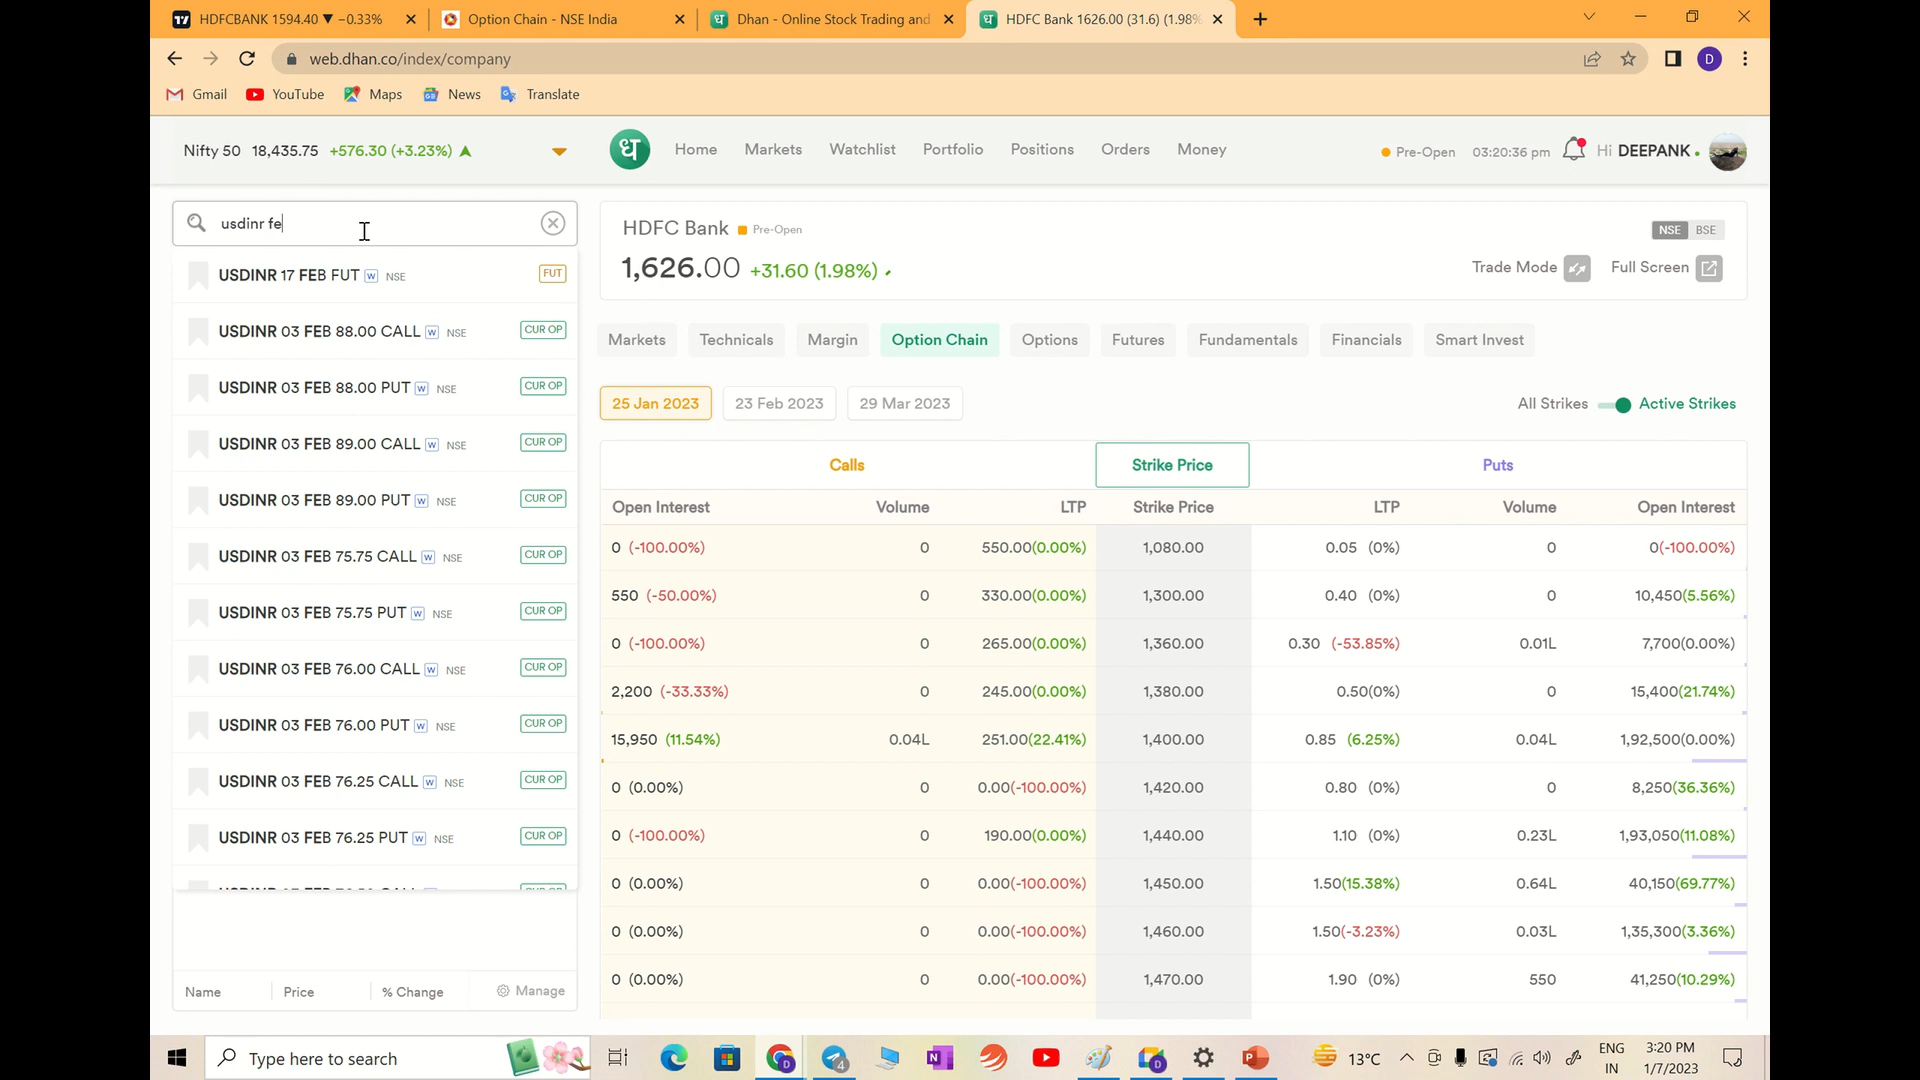 HDFCBANK 1594.40 ▼ −0.33%
Option Chain - NSE India
Dhan - Online Stock Trading and
HDFC Bank 1626.00 (31.6) (1.98%
web.dhan.co/index/company
D
Gmail
YouTube
Maps
News
Translate
Nifty 50 18,435.75 +576.30 (+3.23%)
ध
Home
Markets
Watchlist
Portfolio
Positions
Orders
Money
Pre-Open 03:20:36 pm
Hi DEEPANK
usdinr fe
USDINR 17 FEB FUT W NSE FUT
USDINR 03 FEB 88.00 CALL W NSE CUR OP
USDINR 03 FEB 88.00 PUT W NSE CUR OP
USDINR 03 FEB 89.00 CALL W NSE CUR OP
USDINR 03 FEB 89.00 PUT W NSE CUR OP
USDINR 03 FEB 75.75 CALL W NSE CUR OP
USDINR 03 FEB 75.75 PUT W NSE CUR OP
USDINR 03 FEB 76.00 CALL W NSE CUR OP
USDINR 03 FEB 76.00 PUT W NSE CUR OP
USDINR 03 FEB 76.25 CALL W NSE CUR OP
USDINR 03 FEB 76.25 PUT W NSE CUR OP
Name Price % Change Manage
HDFC Bank Pre-Open
NSE BSE
1,626.00 +31.60 (1.98%)
Trade Mode Full Screen
Markets Technicals Margin Option Chain Options Futures Fundamentals Financials Smart Invest
25 Jan 2023 23 Feb 2023 29 Mar 2023
All Strikes Active Strikes
Calls Strike Price Puts
Open Interest Volume LTP Strike Price LTP Volume Open Interest
0 (-100.00%) 0 550.00(0.00%) 1,080.00 0.05 (0%) 0 0(-100.00%)
550 (-50.00%) 0 330.00(0.00%) 1,300.00 0.40 (0%) 0 10,450(5.56%)
0 (-100.00%) 0 265.00(0.00%) 1,360.00 0.30 (-53.85%) 0.01L 7,700(0.00%)
2,200 (-33.33%) 0 245.00(0.00%) 1,380.00 0.50(0%) 0 15,400(21.74%)
15,950 (11.54%) 0.04L 251.00(22.41%) 1,400.00 0.85 (6.25%) 0.04L 1,92,500(0.00%)
0 (0.00%) 0 0.00(-100.00%) 1,420.00 0.80 (0%) 0 8,250(36.36%)
0 (-100.00%) 0 190.00(0.00%) 1,440.00 1.10 (0%) 0.23L 1,93,050(11.08%)
0 (0.00%) 0 0.00(-100.00%) 1,450.00 1.50(15.38%) 0.64L 40,150(69.77%)
0 (0.00%) 0 0.00(-100.00%) 1,460.00 1.50(-3.23%) 0.03L 1,35,300(3.36%)
0 (0.00%) 0 0.00(-100.00%) 1,470.00 1.90 (0%) 550 41,250(10.29%)
Type here to search
13°C
ENG
IN
3:20 PM
1/7/2023